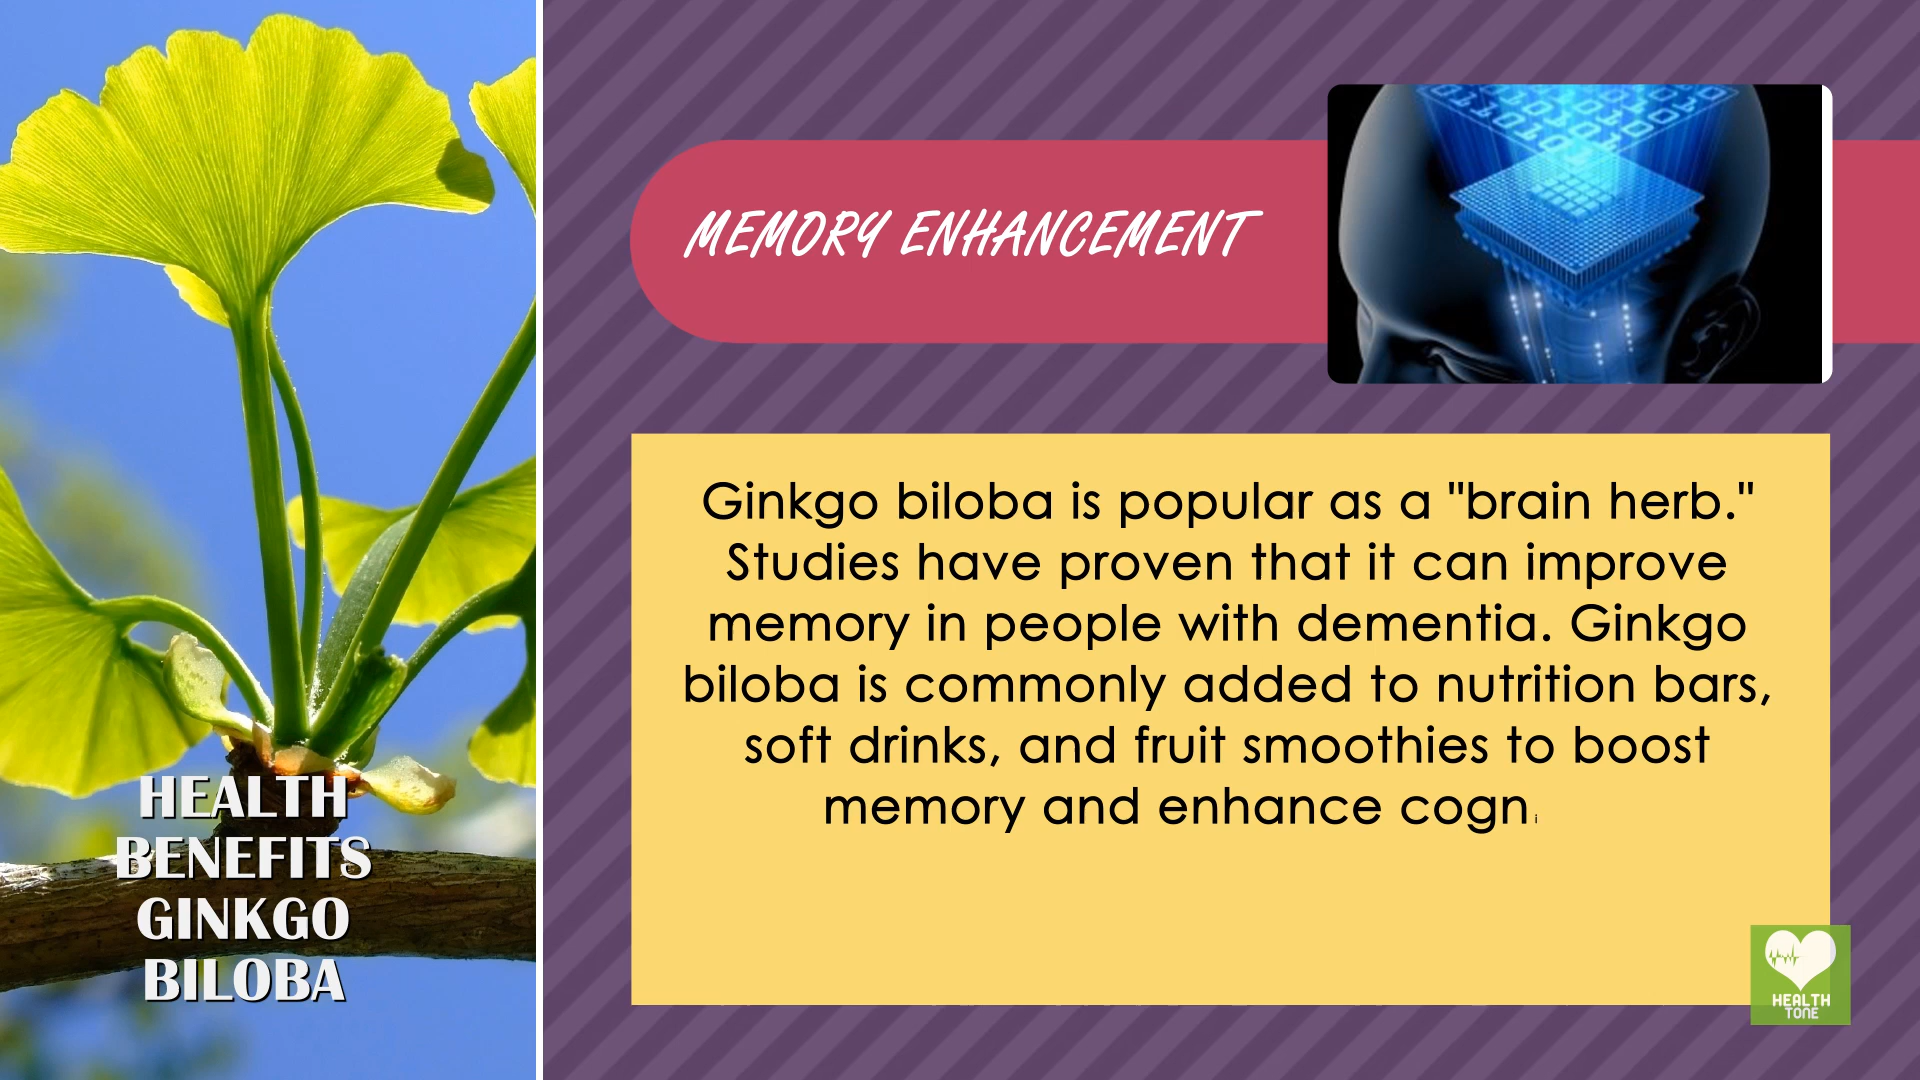 HEALTH
BENEFITS
GINKGO
BILOBA
MEMORY ENHANCEMENT
Ginkgo biloba is popular as a "brain herb."
Studies have proven that it can improve
memory in people with dementia. Ginkgo
biloba is commonly added to nutrition bars,
soft drinks, and fruit smoothies to boost
memory and enhance cogni
HEALTH
TONE